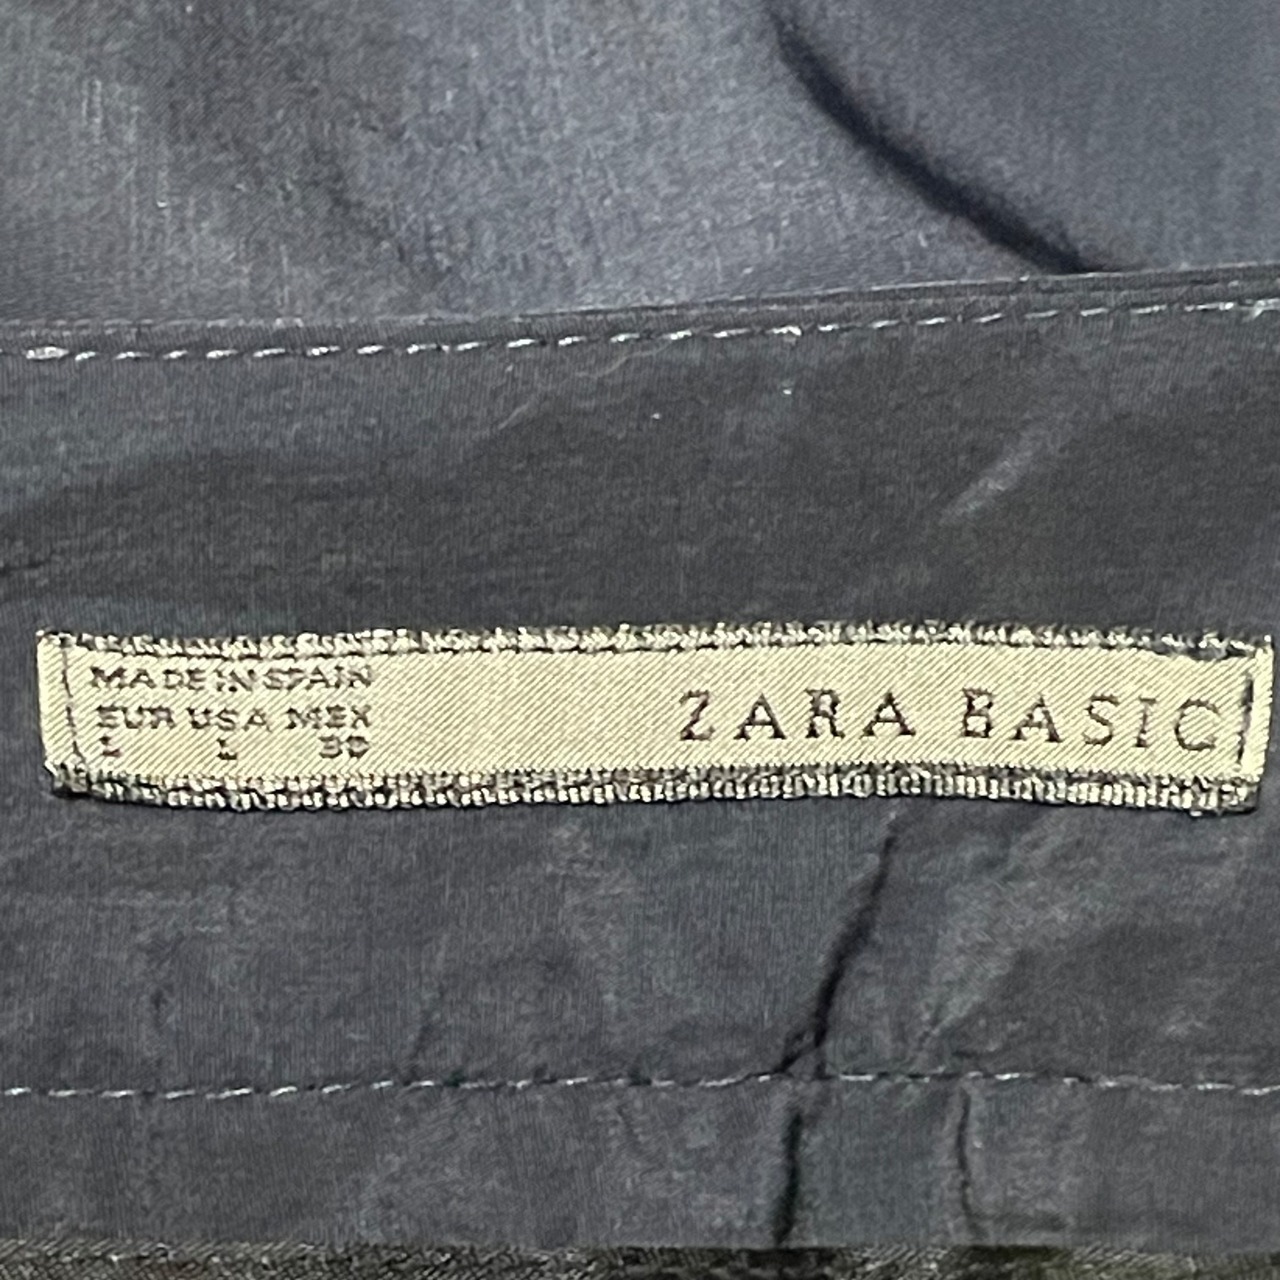 MADE IN SPAIN
EUR USA MEX
L L 30
ZARA BASIC